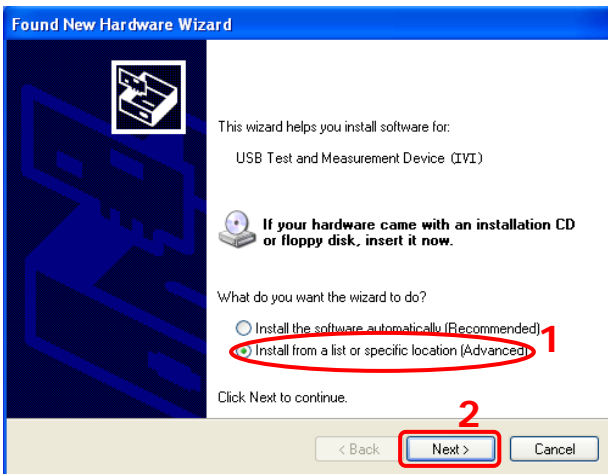 Found New Hardware Wizard
This wizard helps you install software for:
USB Test and Measurement Device (IVI)
If your hardware came with an installation CD
or floppy disk, insert it now.
What do you want the wizard to do?
Install the software automatically (Recommended)
Install from a list or specific location (Advanced)
1
Click Next to continue.
2
< Back
Next >
Cancel